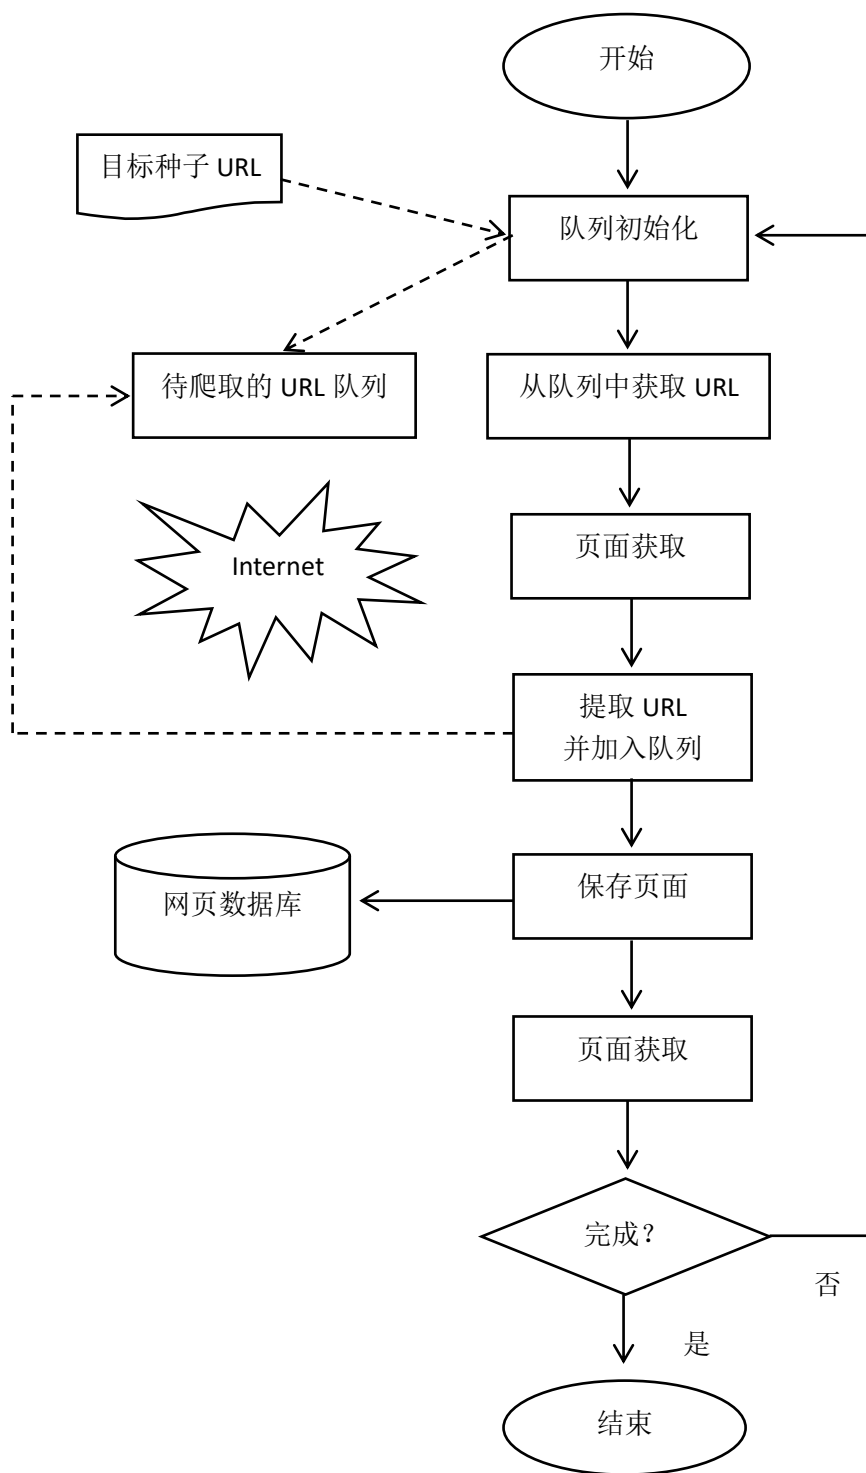 开始
目标种子 URL
队列初始化
待爬取的 URL 队列
从队列中获取 URL
页面获取
Internet
提取 URL
并加入队列
保存页面
网页数据库
页面获取
完成?
否
是
结束